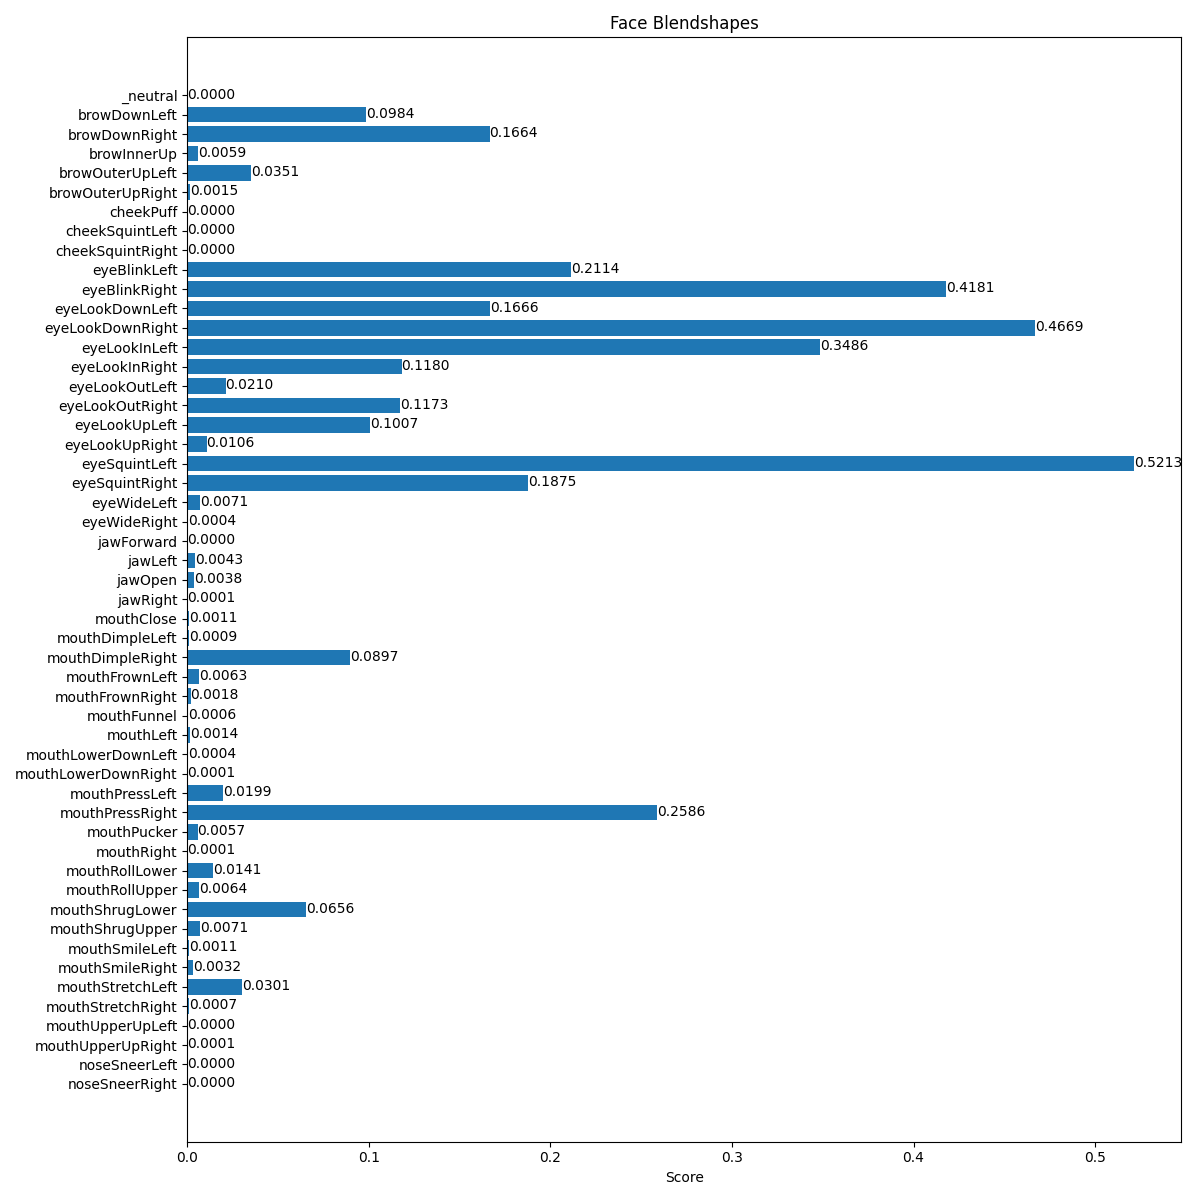 Face Blendshapes
_neutral 0.0000
browDownLeft 0.0984
browDownRight 0.1664
browInnerUp 0.0059
browOuterUpLeft 0.0351
browOuterUpRight 0.0015
cheekPuff 0.0000
cheekSquintLeft 0.0000
cheekSquintRight 0.0000
eyeBlinkLeft 0.2114
eyeBlinkRight 0.4181
eyeLookDownLeft 0.1666
eyeLookDownRight 0.4669
eyeLookInLeft 0.3486
eyeLookInRight 0.1180
eyeLookOutLeft 0.0210
eyeLookOutRight 0.1173
eyeLookUpLeft 0.1007
eyeLookUpRight 0.0106
eyeSquintLeft 0.5213
eyeSquintRight 0.1875
eyeWideLeft 0.0071
eyeWideRight 0.0004
jawForward 0.0000
jawLeft 0.0043
jawOpen 0.0038
jawRight 0.0001
mouthClose 0.0011
mouthDimpleLeft 0.0009
mouthDimpleRight 0.0897
mouthFrownLeft 0.0063
mouthFrownRight 0.0018
mouthFunnel 0.0006
mouthLeft 0.0014
mouthLowerDownLeft 0.0004
mouthLowerDownRight 0.0001
mouthPressLeft 0.0199
mouthPressRight 0.2586
mouthPucker 0.0057
mouthRight 0.0001
mouthRollLower 0.0141
mouthRollUpper 0.0064
mouthShrugLower 0.0656
mouthShrugUpper 0.0071
mouthSmileLeft 0.0011
mouthSmileRight 0.0032
mouthStretchLeft 0.0301
mouthStretchRight 0.0007
mouthUpperUpLeft 0.0000
mouthUpperUpRight 0.0001
noseSneerLeft 0.0000
noseSneerRight 0.0000
0.0 0.1 0.2 0.3 0.4 0.5
Score